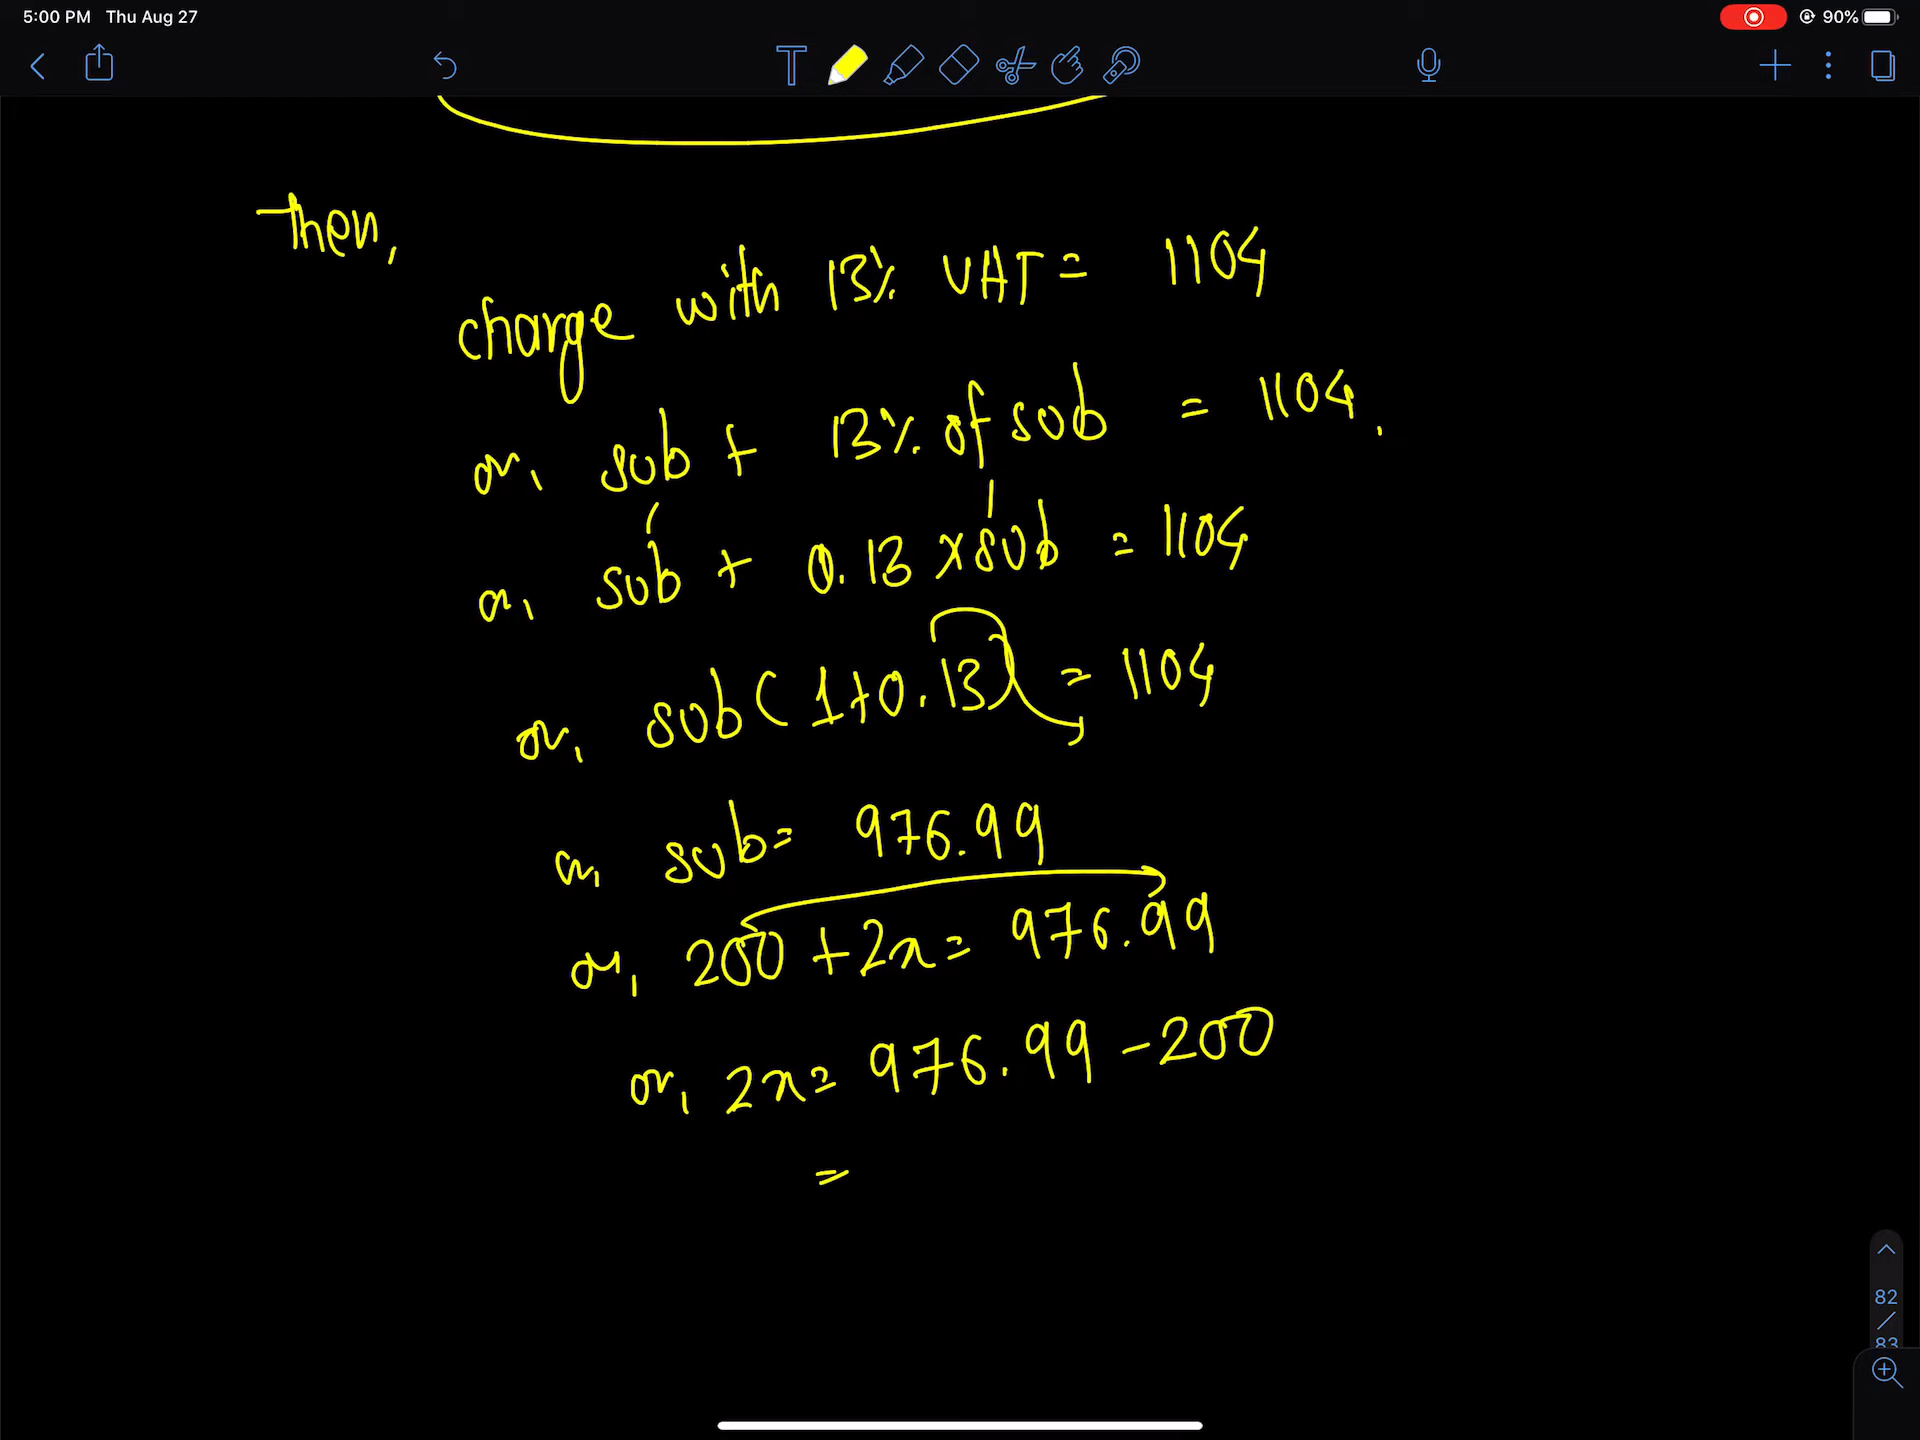 5:00 PM Thu Aug 27
90%
Then,
charge with 13% VAT = 1104
or, sub + 13% of sub = 1104.
or, sub + 0.13 × sub = 1104
or, sub (1+0.13) = 1104
or, sub = 976.99
or, 200 + 2x = 976.99
or, 2x = 976.99 - 200
=
82
/
83